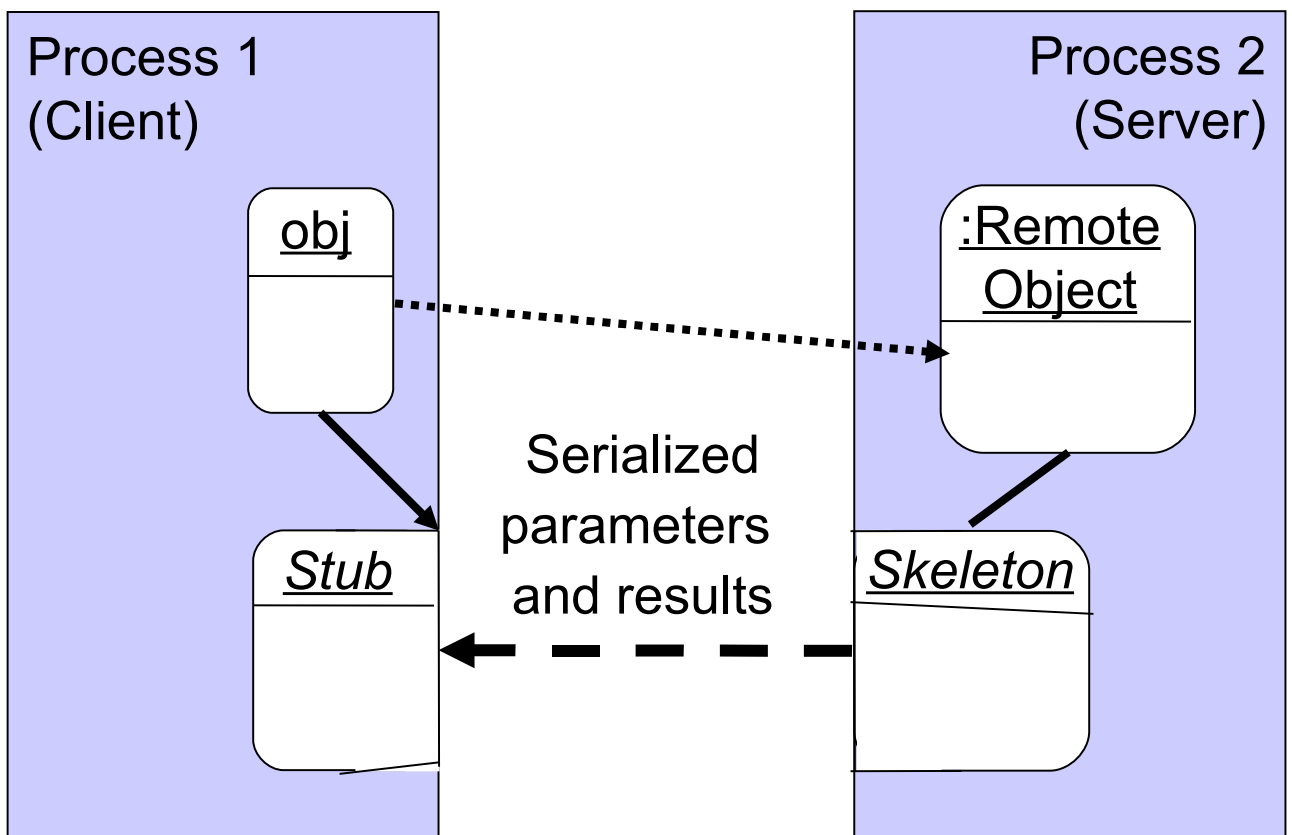 Process 1
(Client)
Process 2
(Server)
obj
:Remote
Object
Serialized
parameters
and results
Stub
Skeleton